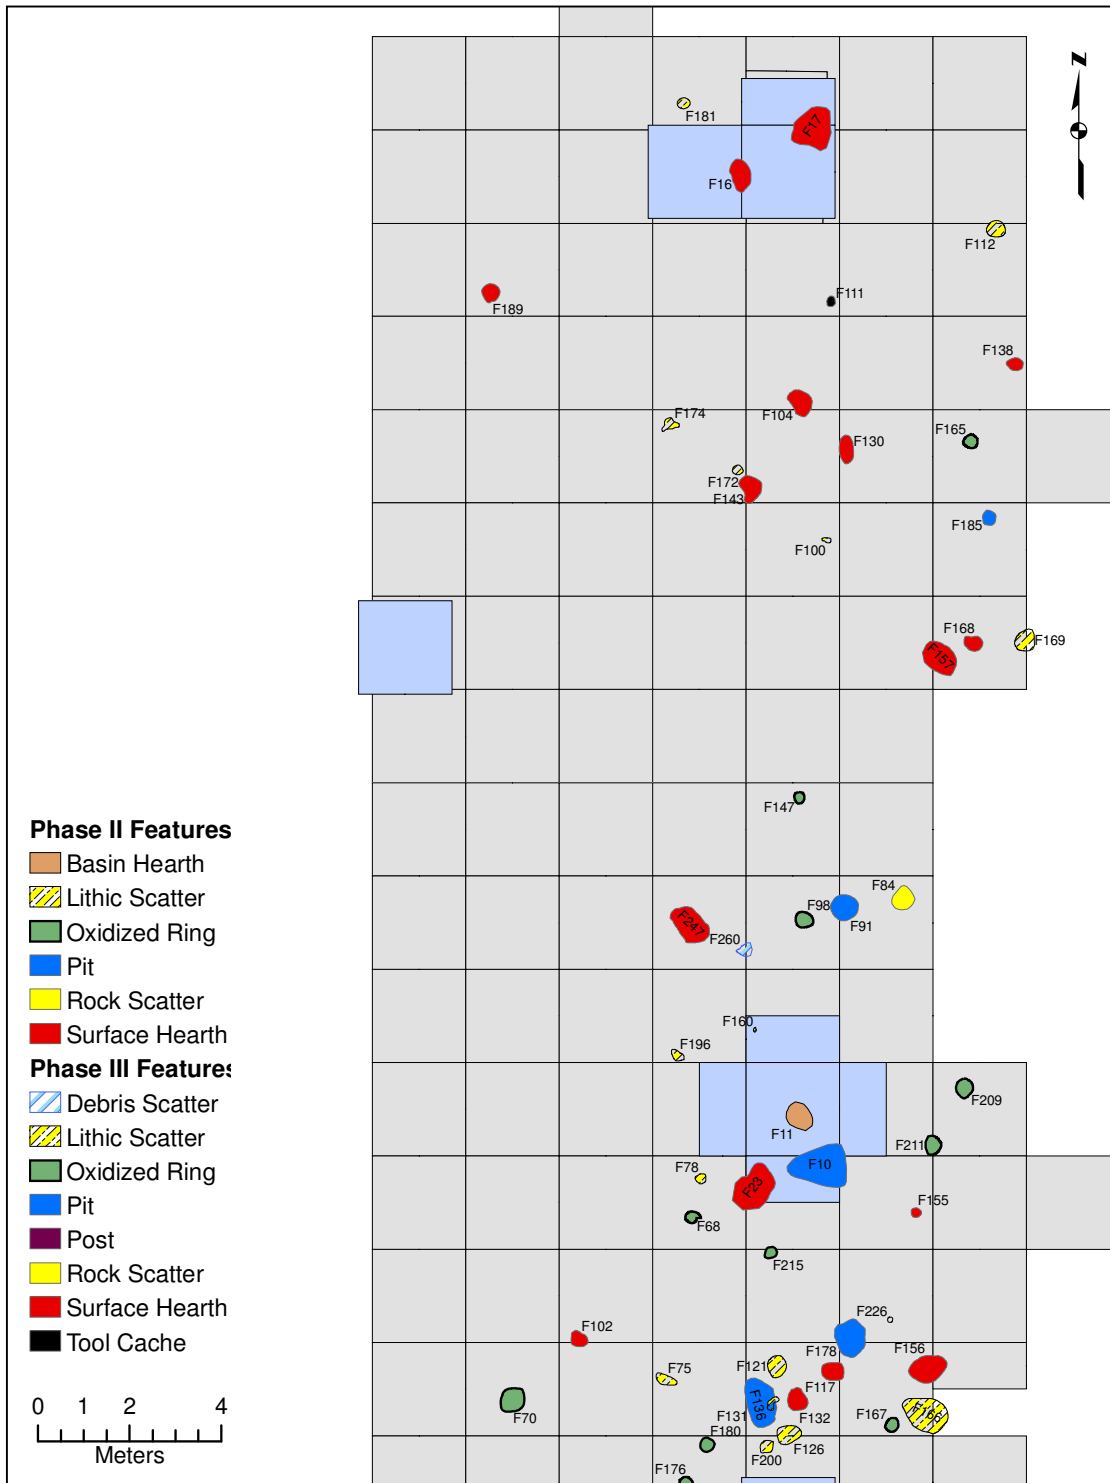 Z
F181
F17
F16
F112
F189
F111
F138
F104
F174
F130
F165
F172
F143
F185
F100
F168
F169
F157
F147
F84
F98
F91
F247
F260
F160
F196
F209
F11
F211
F10
F78
F23
F155
F68
F215
F226
F102
F178
F156
F121
F75
F117
F136
F70
F131
F132
F167
F166
F180
F126
F200
F176
Phase II Features
Basin Hearth
Lithic Scatter
Oxidized Ring
Pit
Rock Scatter
Surface Hearth
Phase III Features
Debris Scatter
Lithic Scatter
Oxidized Ring
Pit
Post
Rock Scatter
Surface Hearth
Tool Cache
0 1 2 4
Meters